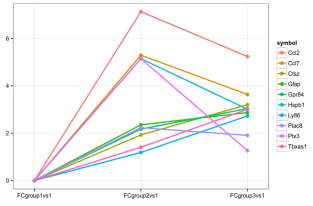 symbol
Ccl2
Ccl7
Ctsz
Gfap
Gpr84
Hspb1
Ly86
Plac8
Ptx3
Tbxas1
6
4
2
0
FCgroup1vs1
FCgroup2vs1
FCgroup3vs1